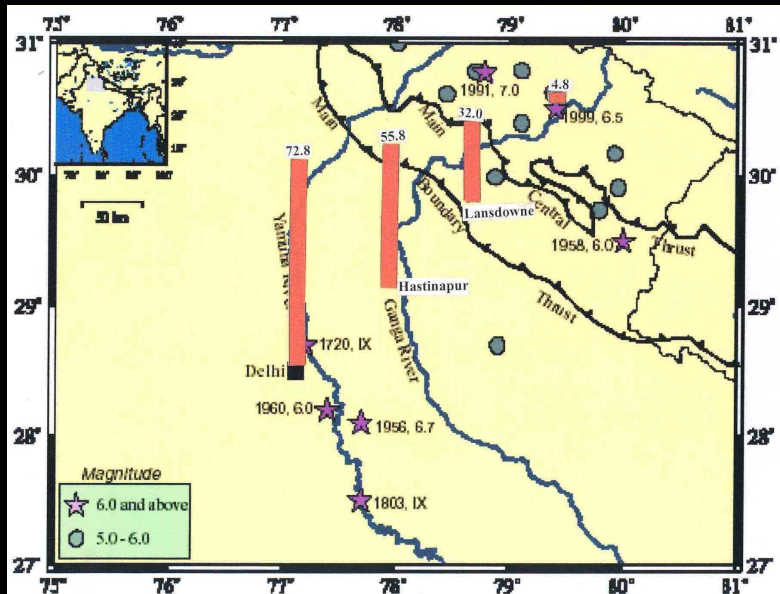 75° 76° 77° 78° 79° 80° 81°
31°
31°
30°
30°
29°
29°
28°
28°
27°
27°
50 km
4.8
1991, 7.0
32.0
1999, 6.5
Main
Main
55.8
72.8
Boundary
Central
Lansdowne
Thrust
1958, 6.0
Thrust
Yamuna River
Hastinapur
Ganga River
1720, IX
Delhi
1960, 6.0
1956, 6.7
1803, IX
Magnitude
6.0 and above
5.0 - 6.0
75° 76° 77° 78° 79° 80° 81°